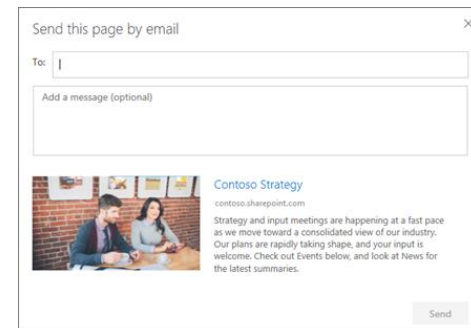 Send this page by email
To:
Add a message (optional)
Contoso Strategy
contoso.sharepoint.com
Strategy and input meetings are happening at a fast pace
as we move toward a consolidated view of our industry.
Our plans are rapidly taking shape, and your input is
welcome. Check out Events below, and look at News for
the latest summaries.
Send